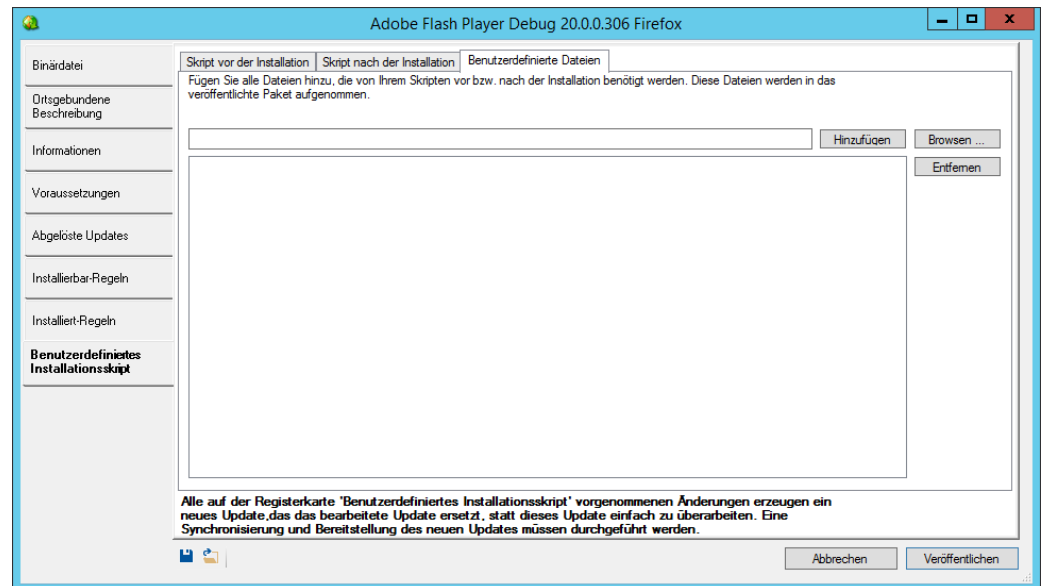 Adobe Flash Player Debug 20.0.0.306 Firefox
Binärdatei
Ortsgebundene
Beschreibung
Informationen
Voraussetzungen
Abgelöste Updates
Installierbar-Regeln
Installiert-Regeln
Benutzerdefiniertes
Installationsskript
Skript vor der Installation
Skript nach der Installation
Benutzerdefinierte Dateien
Fügen Sie alle Dateien hinzu, die von Ihrem Skripten vor bzw. nach der Installation benötigt werden. Diese Dateien werden in das
veröffentlichte Paket aufgenommen.
Hinzufügen
Browsen ...
Entfernen
Alle auf der Registerkarte 'Benutzerdefiniertes Installationsskript' vorgenommenen Änderungen erzeugen ein
neues Update,das das bearbeitete Update ersetzt, statt dieses Update einfach zu überarbeiten. Eine
Synchronisierung und Bereitstellung des neuen Updates müssen durchgeführt werden.
Abbrechen
Veröffentlichen